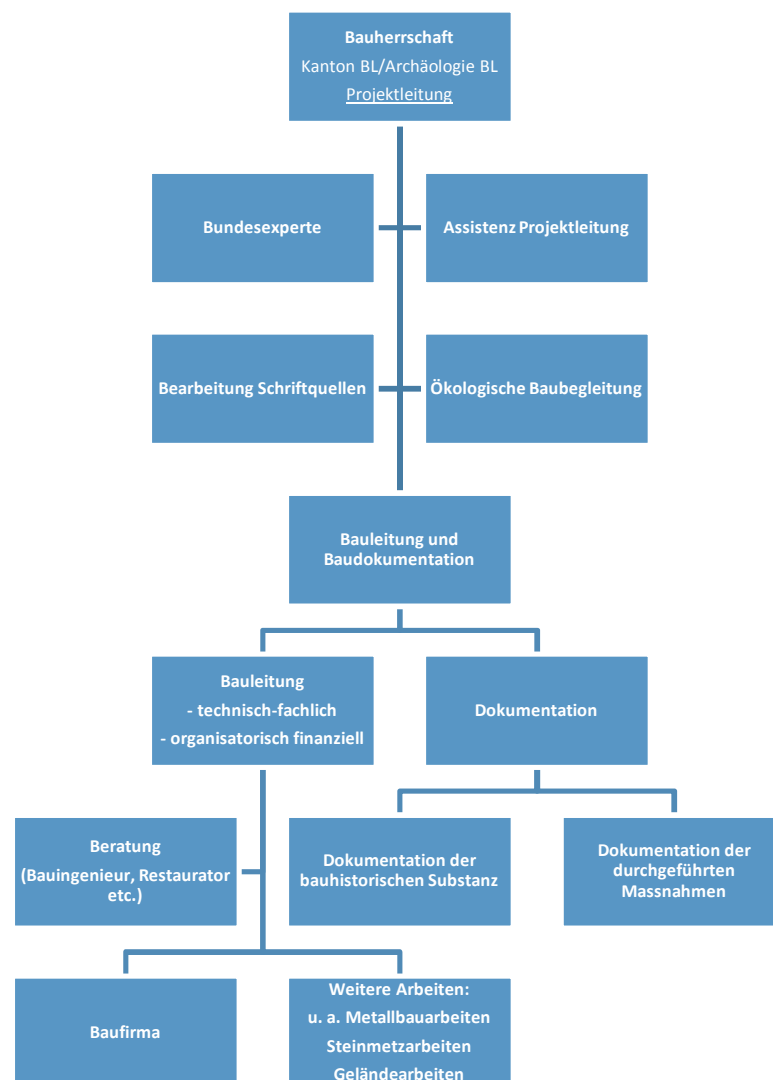 Bauherrschaft
Kanton BL/Archäologie BL
Projektleitung
Bundesexperte
Assistenz Projektleitung
Bearbeitung Schriftquellen
Ökologische Baubegleitung
Bauleitung und
Baudokumentation
Bauleitung
- technisch-fachlich
- organisatorisch finanziell
Dokumentation
Beratung
(Bauingenieur, Restaurator
etc.)
Dokumentation der
bauhistorischen Substanz
Dokumentation der
durchgeführten
Massnahmen
Baufirma
Weitere Arbeiten:
u. a. Metallbauarbeiten
Steinmetzarbeiten
Geländearbeiten